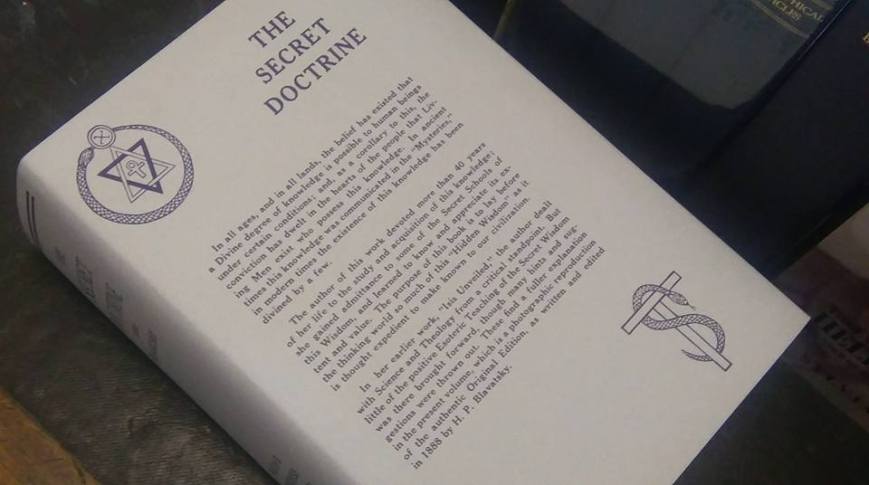 THE
SECRET
DOCTRINE
In all ages, and in all lands, the belief has existed that
a Divine degree of knowledge is possible to human beings
under certain conditions; and, as a corollary to this, the
conviction has dwelt in the hearts of the people that Liv-
ing Men exist who possess this knowledge. In ancient
times this knowledge was communicated in the "Mysteries,"
in modern times the existence of this knowledge has been
divined by a few.
The author of this work devoted more than 40 years
of her life to the study and acquisition of this knowledge;
she gained admittance to some of the Secret Schools of
this Wisdom, and learned to know and appreciate its ex-
tent and value. The purpose of this book is to lay before
the thinking world so much of this "Hidden Wisdom" as it
is thought expedient to make known to our civilization.
In her earlier work, "Isis Unveiled," the author dealt
with Science and Theology from a critical standpoint. But
little of the positive Esoteric Teaching of the Secret Wisdom
was there brought forward, though many hints and sug-
gestions were thrown out. These find a fuller explanation
in the present volume, which is a photographic reproduction
of the authentic Original Edition, as written and edited
in 1888 by H. P. Blavatsky.